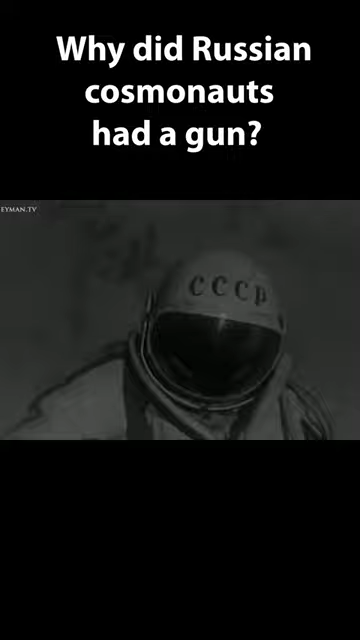 Why did Russian
cosmonauts
had a gun?
EYMAN.TV
СССР